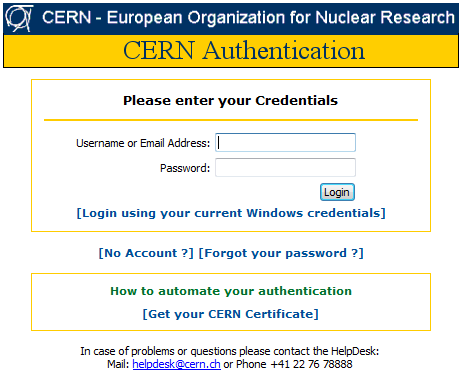 CERN - European Organization for Nuclear Research
CERN Authentication
Please enter your Credentials
Username or Email Address:
Password:
Login
[Login using your current Windows credentials]
[No Account ?] [Forgot your password ?]
How to automate your authentication
[Get your CERN Certificate]
In case of problems or questions please contact the HelpDesk:
Mail: helpdesk@cern.ch or Phone +41 22 76 78888